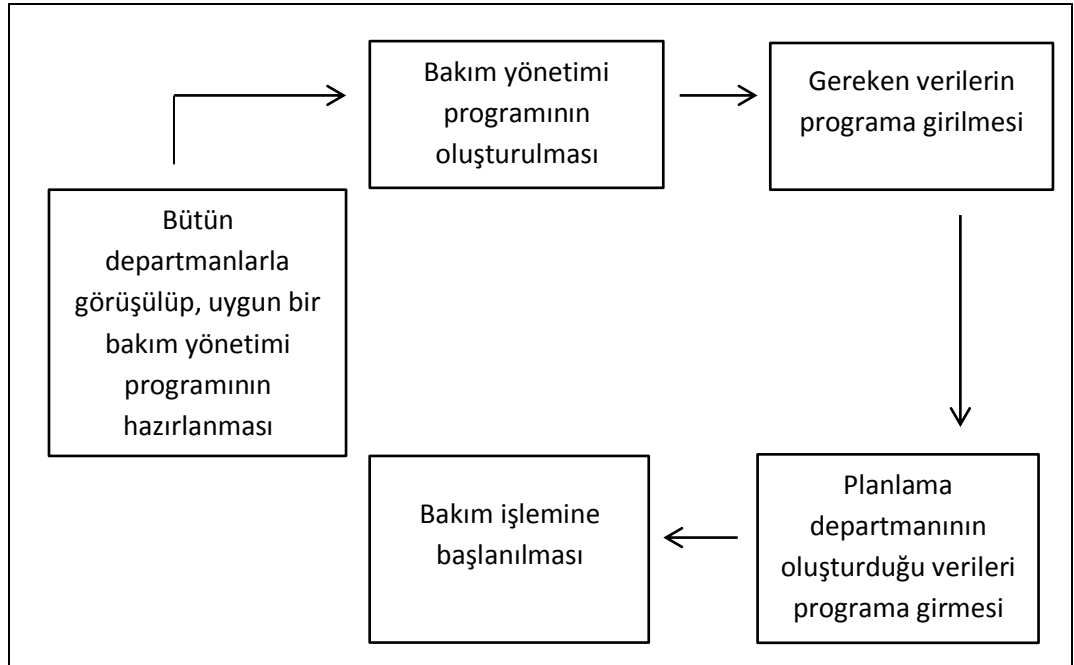 Bütün
departmanlarla
görüşülüp, uygun bir
bakım yönetimi
programının
hazırlanması
Bakım yönetimi
programının
oluşturulması
Gereken verilerin
programa girilmesi
Planlama
departmanının
oluşturduğu verileri
programa girmesi
Bakım işlemine
başlanılması